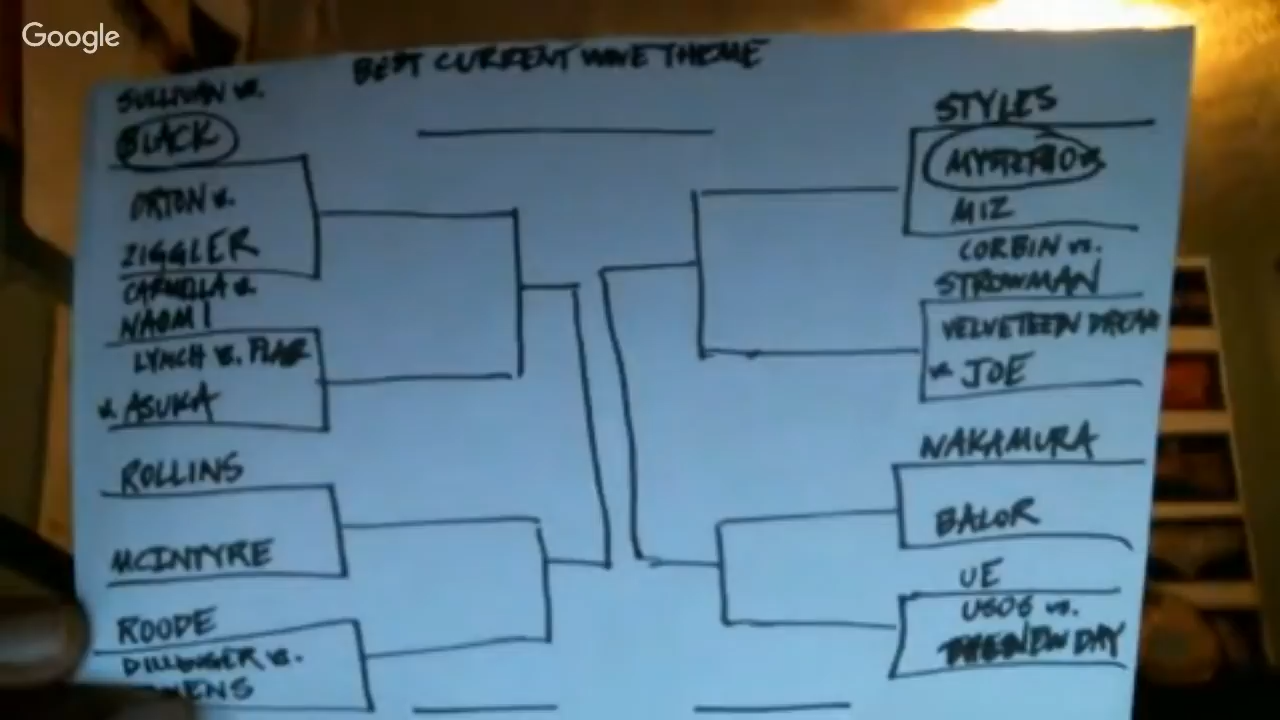 Google
BEST CURRENT WWE THEME
SULLIVAN vs.
BLACK
ORTON vs.
ZIGGLER
CARMELLA vs.
NAOMI
LYNCH vs. FLAIR
vs. ASUKA
ROLLINS
MCINTYRE
ROODE
DILLINGER vs.
STYLES
MYSTERIO vs.
MIZ
CORBIN vs.
STROWMAN
VELVETEEN DREAM
vs. JOE
NAKAMURA
BALOR
UE
USOS vs.
THE NEW DAY